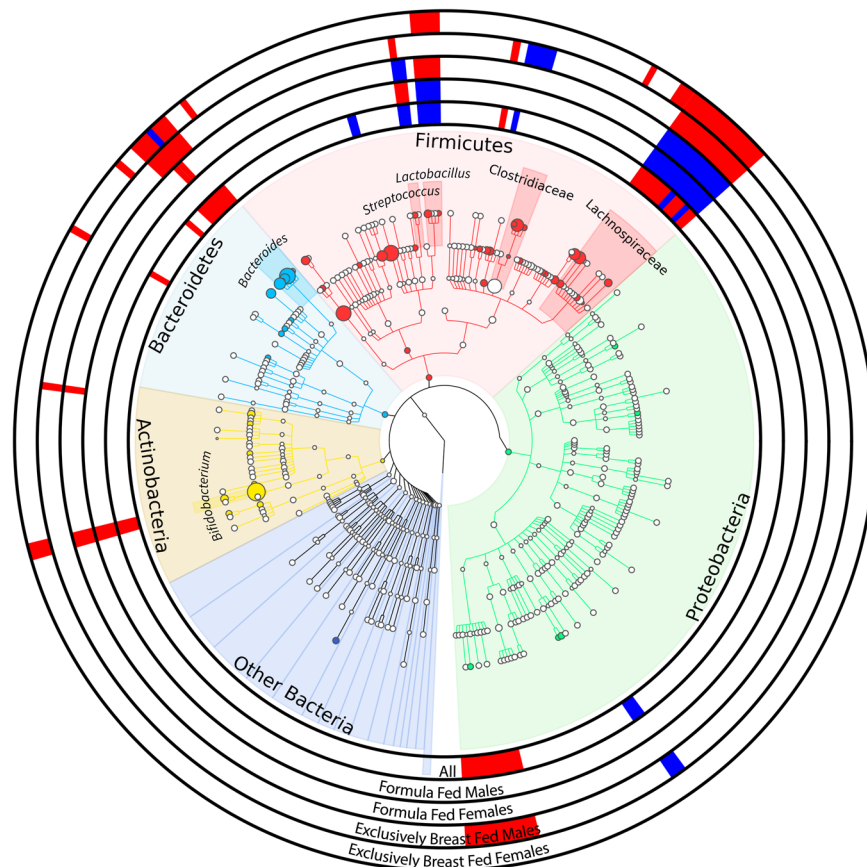 Firmicutes
Lactobacillus
Streptococcus
Clostridiaceae
Lachnospiraceae
Bacteroides
Bacteroidetes
Actinobacteria
Bifidobacterium
Proteobacteria
Other Bacteria
All
Formula Fed Males
Formula Fed Females
Exclusively Breast Fed Males
Exclusively Breast Fed Females